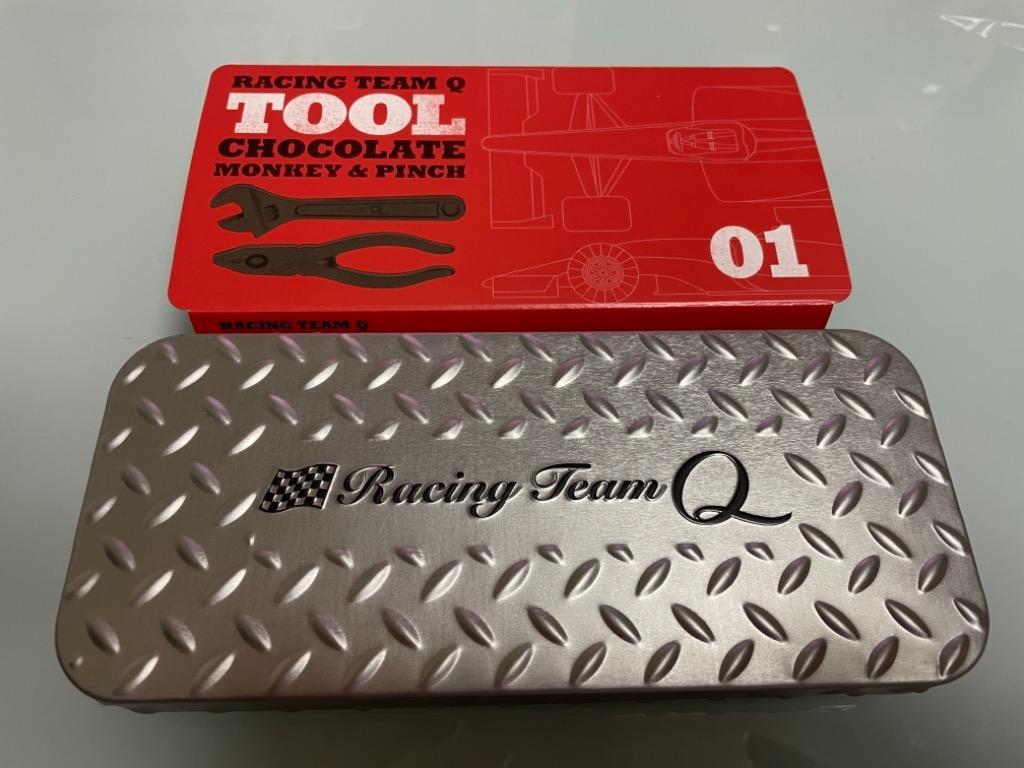 RACING TEAM Q
TOOL
CHOCOLATE
MONKEY & PINCH
01
RACING TEAM Q
Racing Team Q